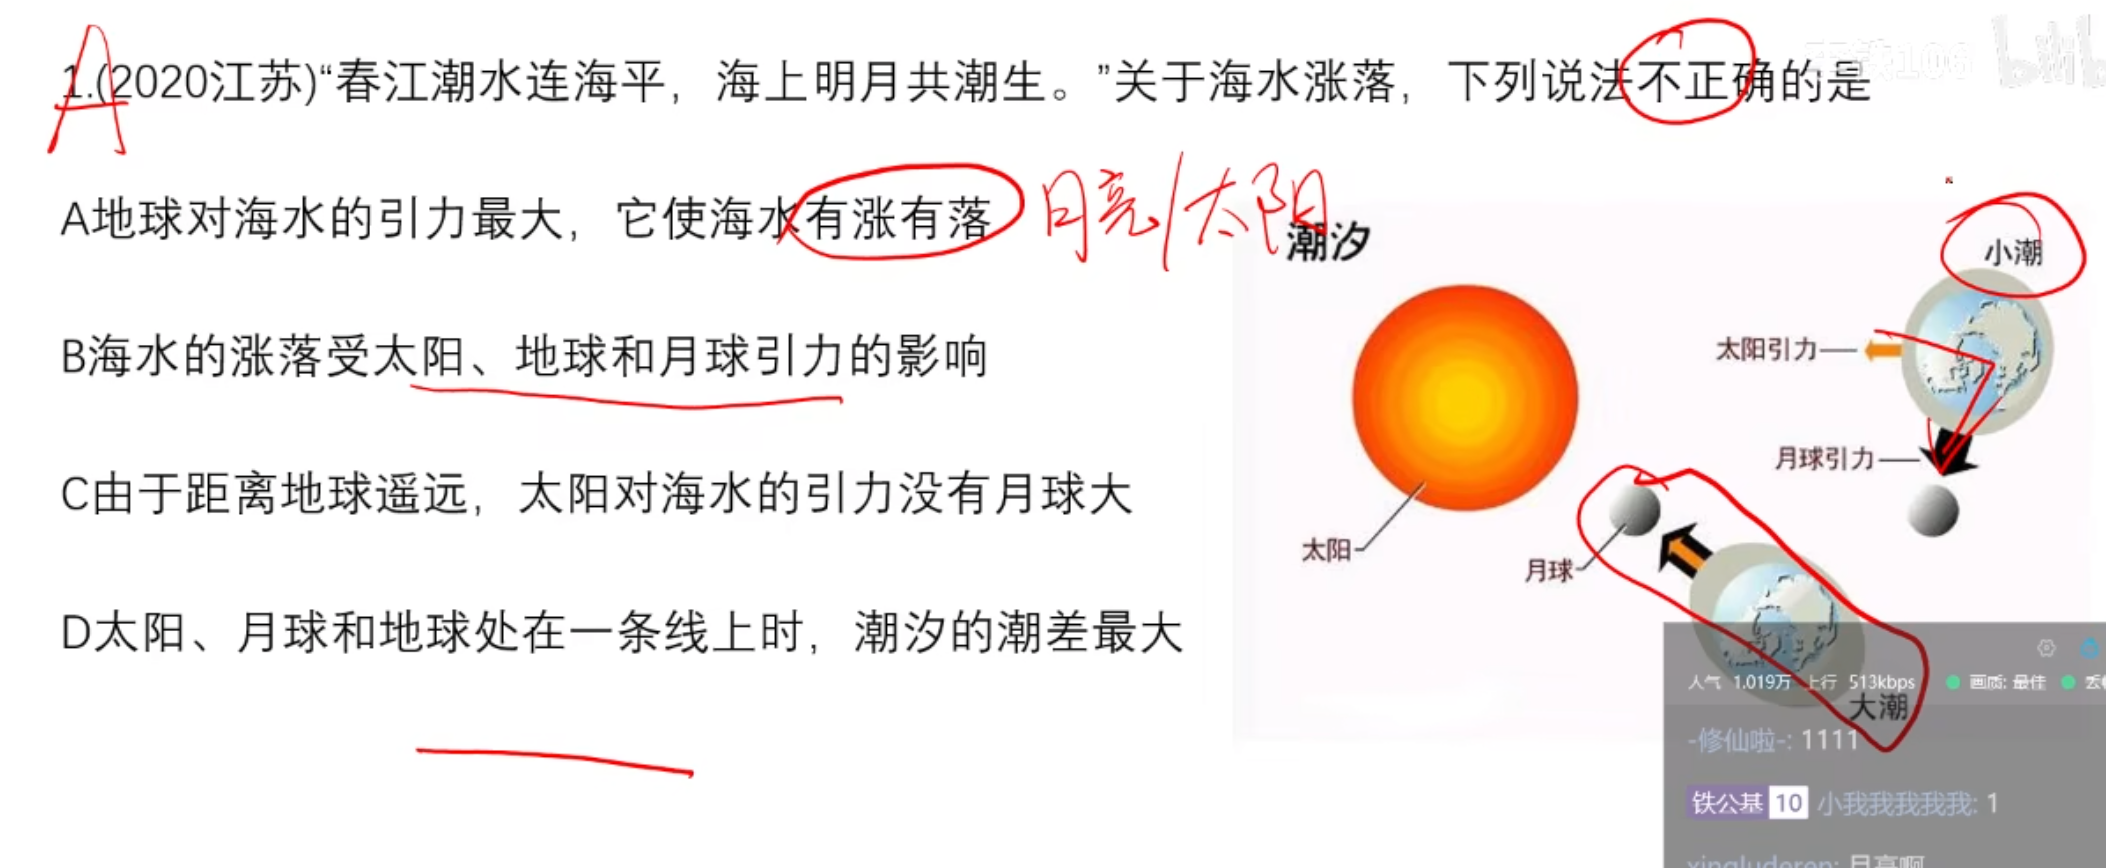 A
1.(2020江苏)“春江潮水连海平，海上明月共潮生。”关于海水涨落，下列说法不正确的是
bilibili
A地球对海水的引力最大，它使海水有涨有落
月亮/太阳
B海水的涨落受太阳、地球和月球引力的影响
C由于距离地球遥远，太阳对海水的引力没有月球大
D太阳、月球和地球处在一条线上时，潮汐的潮差最大
潮汐
小潮
太阳引力
月球引力
太阳
月球
大潮
人气 1.019万 上行 513kbps 画质: 最佳
-修仙啦-: 1111
铁公基 10 小我我我我我: 1
月亮啊